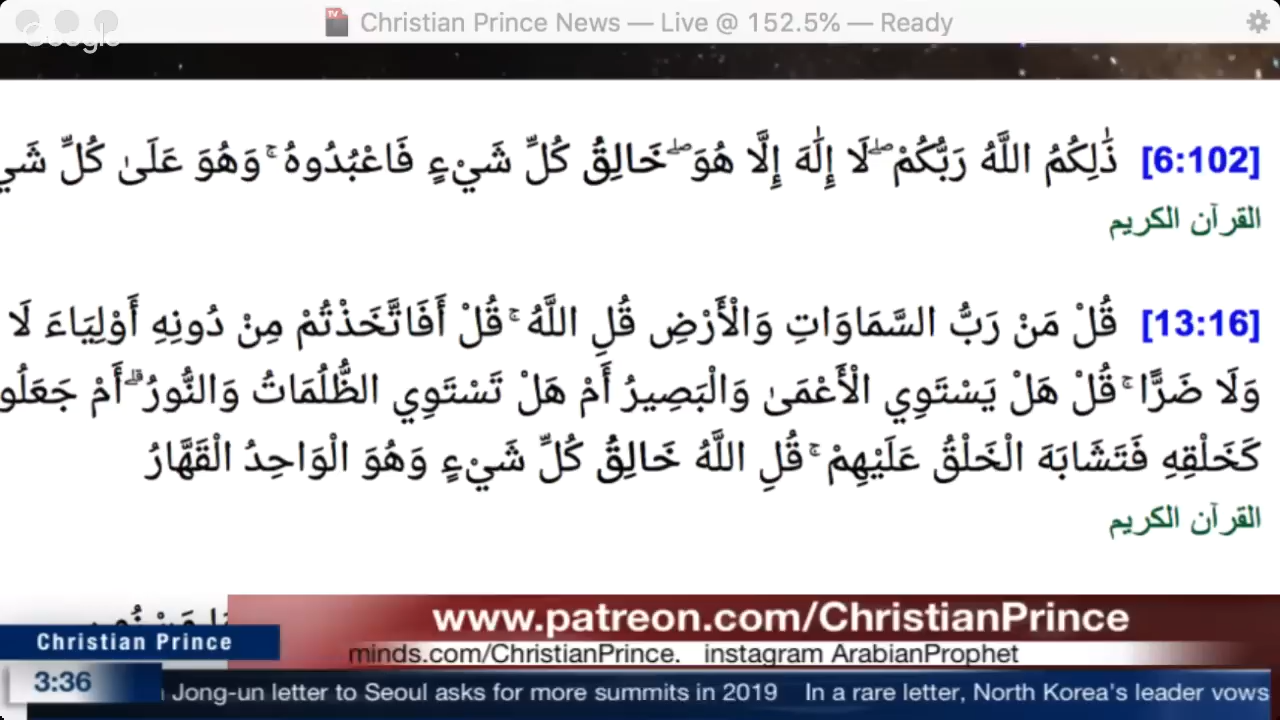 Christian Prince News — Live @ 152.5% — Ready
Google
[6:102] ذَٰلِكُمُ اللَّهُ رَبُّكُمْ ۖ لَا إِلَٰهَ إِلَّا هُوَ ۖ خَالِقُ كُلِّ شَيْءٍ فَاعْبُدُوهُ ۚ وَهُوَ عَلَىٰ كُلِّ
القرآن الكريم
[13:16] قُلْ مَنْ رَبُّ السَّمَاوَاتِ وَالْأَرْضِ قُلِ اللَّهُ ۚ قُلْ أَفَاتَّخَذْتُمْ مِنْ دُونِهِ أَوْلِيَاءَ لَا
وَلَا ضَرًّا ۚ قُلْ هَلْ يَسْتَوِي الْأَعْمَىٰ وَالْبَصِيرُ أَمْ هَلْ تَسْتَوِي الظُّلُمَاتُ وَالنُّورُ ۗ أَمْ
كَخَلْقِهِ فَتَشَابَهَ الْخَلْقُ عَلَيْهِمْ ۚ قُلِ اللَّهُ خَالِقُ كُلِّ شَيْءٍ وَهُوَ الْوَاحِدُ الْقَهَّارُ
القرآن الكريم
www.patreon.com/ChristianPrince
Christian Prince
minds.com/ChristianPrince. instagram ArabianProphet
3:36
Jong-un letter to Seoul asks for more summits in 2019 In a rare letter, North Korea's leader vows